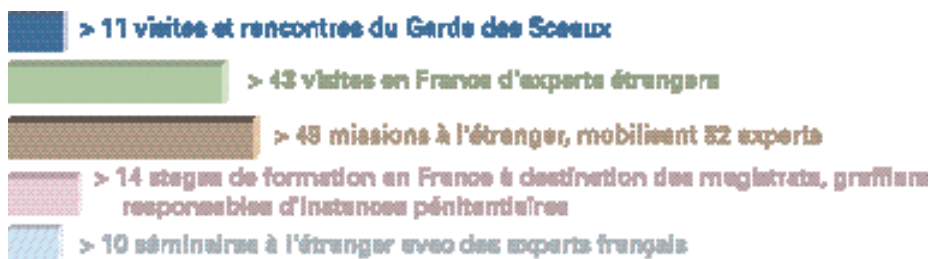 > 11 visites et rencontres du Garde des Sceaux
> 43 visites en France d'experts étrangers
> 49 missions à l'étranger, mobilisant 82 experts
> 14 stages de formation en France à destination des magistrats, greffiers
responsables d'instances pénitentiaires
> 10 séminaires à l'étranger avec des experts français